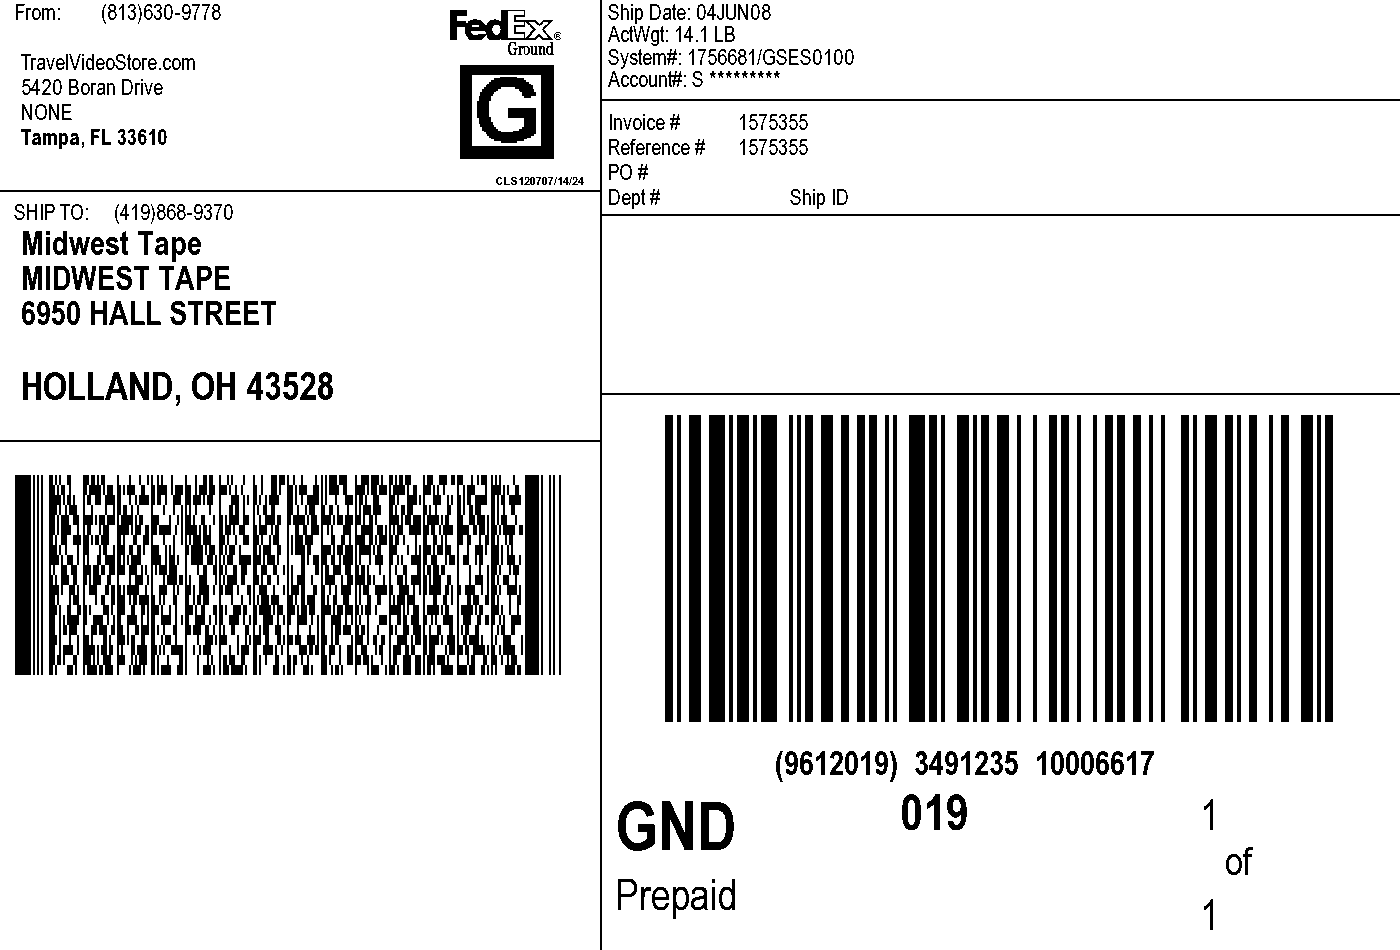 From: (813)630-9778
TravelVideoStore.com
5420 Boran Drive
NONE
Tampa, FL 33610
FedEx®
Ground
G
CLS120707/14/24
Ship Date: 04JUN08
ActWgt: 14.1 LB
System#: 1756681/GSES0100
Account#: S *********
Invoice # 1575355
Reference # 1575355
PO #
Dept # Ship ID
SHIP TO: (419)868-9370
Midwest Tape
MIDWEST TAPE
6950 HALL STREET
HOLLAND, OH 43528
(9612019) 3491235 10006617
GND 019 1
of
Prepaid 1